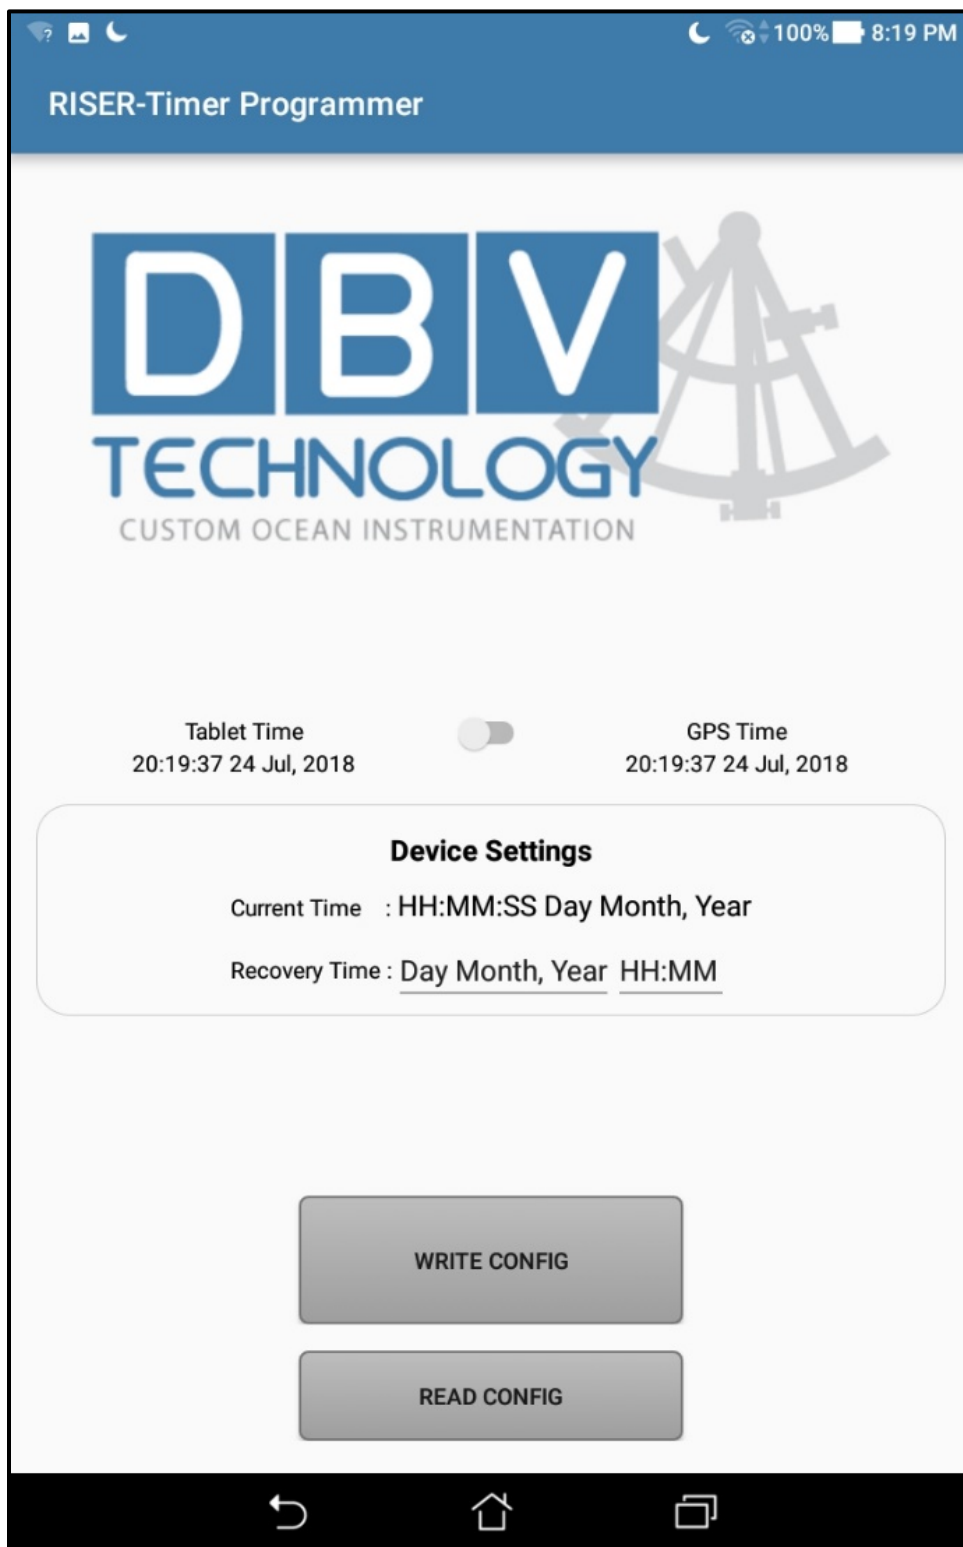 100% 8:19 PM
RISER-Timer Programmer
DBV
TECHNOLOGY
CUSTOM OCEAN INSTRUMENTATION
Tablet Time GPS Time
20:19:37 24 Jul, 2018 20:19:37 24 Jul, 2018
Device Settings
Current Time : HH:MM:SS Day Month, Year
Recovery Time : Day Month, Year HH:MM
WRITE CONFIG
READ CONFIG